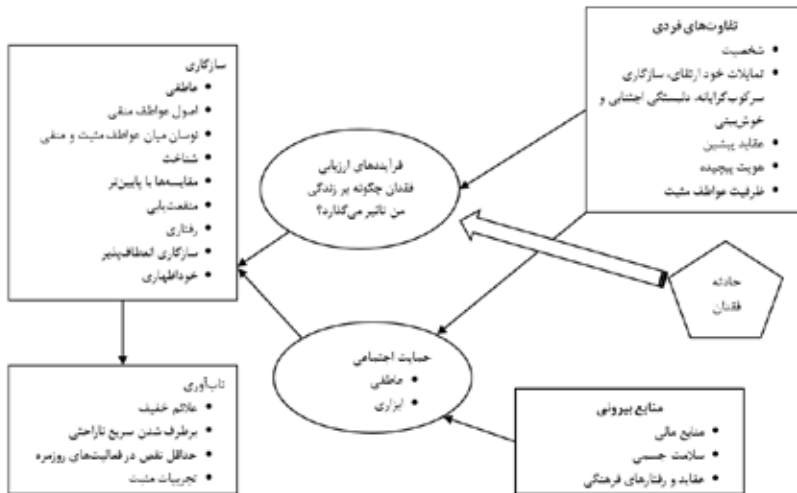 تفاوت‌های فردی
• شخصیت
• تمایلات خود ارتقای، سازگاری
سرکوب‌گرایانه، دلبستگی اجتنابی و
خوش‌بینی
• عقاید پیشین
• هویت پیچیده
• ظرفیت عواطف مثبت
حادثه
فقدان
منابع بیرونی
• منابع مالی
• سلامت جسمی
• عقاید و رفتارهای فرهنگی
فرآیندهای ارزیابی
فقدان چگونه بر زندگی
من تاثیر می‌گذارد؟
حمایت اجتماعی
• عاطفی
• ابزاری
سازگاری
• عاطفی
• اصول عواطف منفی
• نوسان میان عواطف مثبت و منفی
• شناخت
• مقایسه‌ها با پایین‌تر
• منفعت‌یابی
• رفتاری
• سازگاری انعطاف‌پذیر
• خوداظهاری
تاب‌آوری
• علائم خفیف
• برطرف شدن سریع ناراحتی
• حداقل نقص در فعالیت‌های روزمره
• تجربیات مثبت